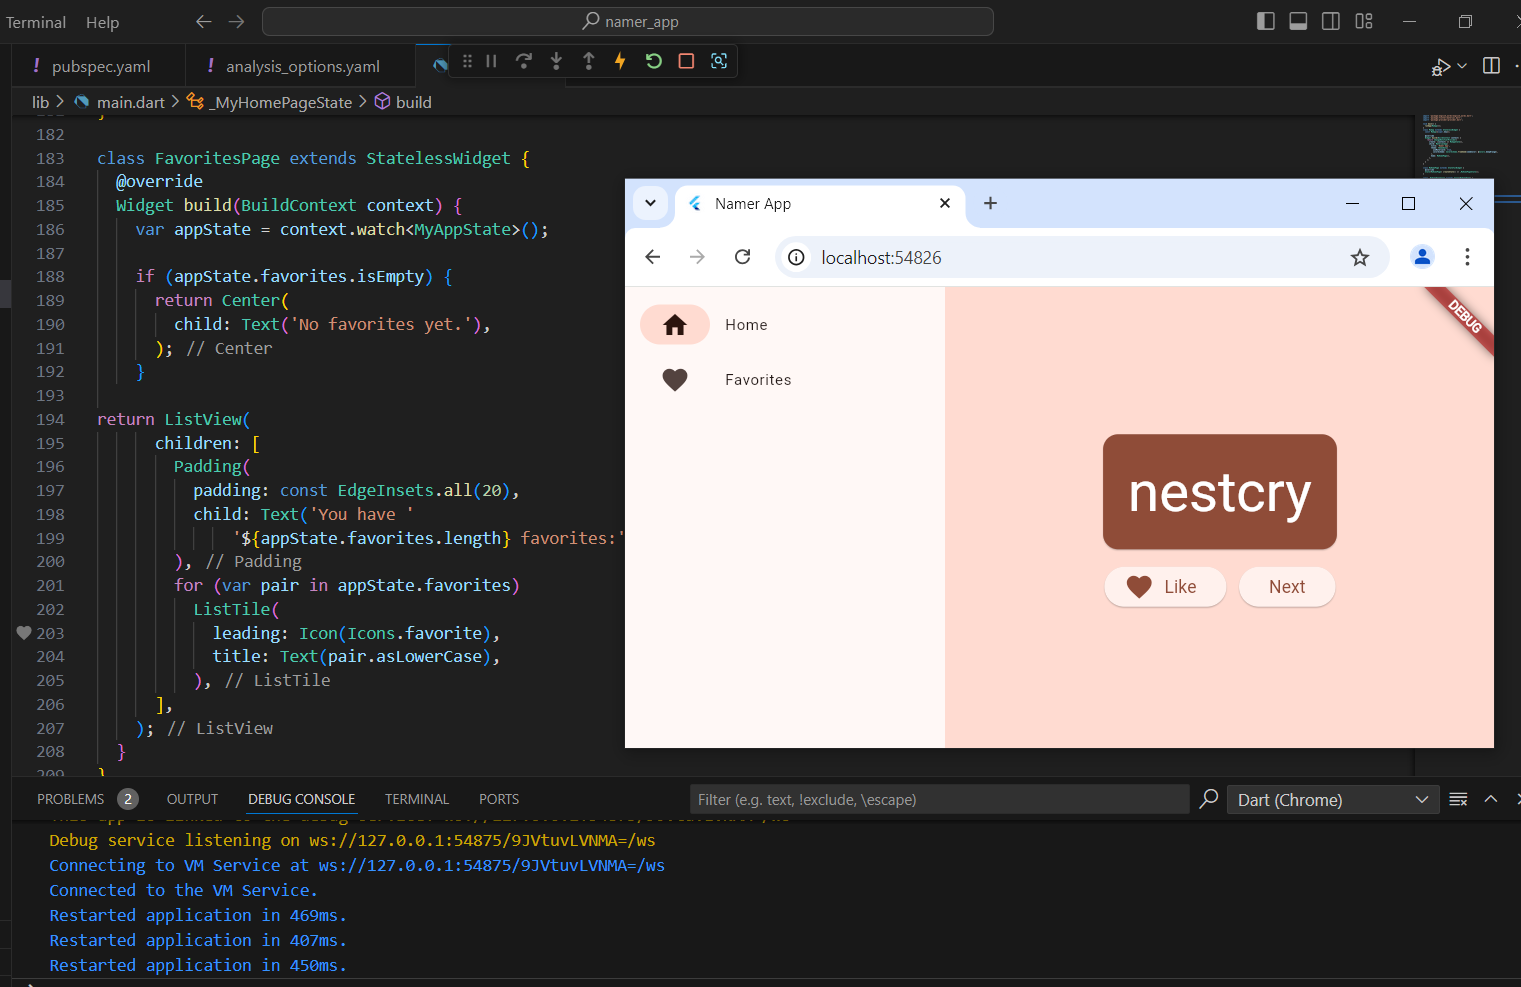 Terminal Help namer_app
! pubspec.yaml ! analysis_options.yaml
lib > main.dart > _MyHomePageState > build
182
183 class FavoritesPage extends StatelessWidget {
184 @override
185 Widget build(BuildContext context) {
186 var appState = context.watch<MyAppState>();
187
188 if (appState.favorites.isEmpty) {
189 return Center(
190 child: Text('No favorites yet.'),
191 ); // Center
192 }
193
194 return ListView(
195 children: [
196 Padding(
197 padding: const EdgeInsets.all(20),
198 child: Text('You have '
199 '${appState.favorites.length} favorites:'
200 ), // Padding
201 for (var pair in appState.favorites)
202 ListTile(
203 leading: Icon(Icons.favorite),
204 title: Text(pair.asLowerCase),
205 ), // ListTile
206 ],
207 ); // ListView
208 }
209 }
Namer App
localhost:54826
Home
Favorites
DEBUG
nestcry
Like Next
PROBLEMS 2 OUTPUT DEBUG CONSOLE TERMINAL PORTS Filter (e.g. text, !exclude, \escape) Dart (Chrome)
Debug service listening on ws://127.0.0.1:54875/9JVtuvLVNMA=/ws
Connecting to VM Service at ws://127.0.0.1:54875/9JVtuvLVNMA=/ws
Connected to the VM Service.
Restarted application in 469ms.
Restarted application in 407ms.
Restarted application in 450ms.